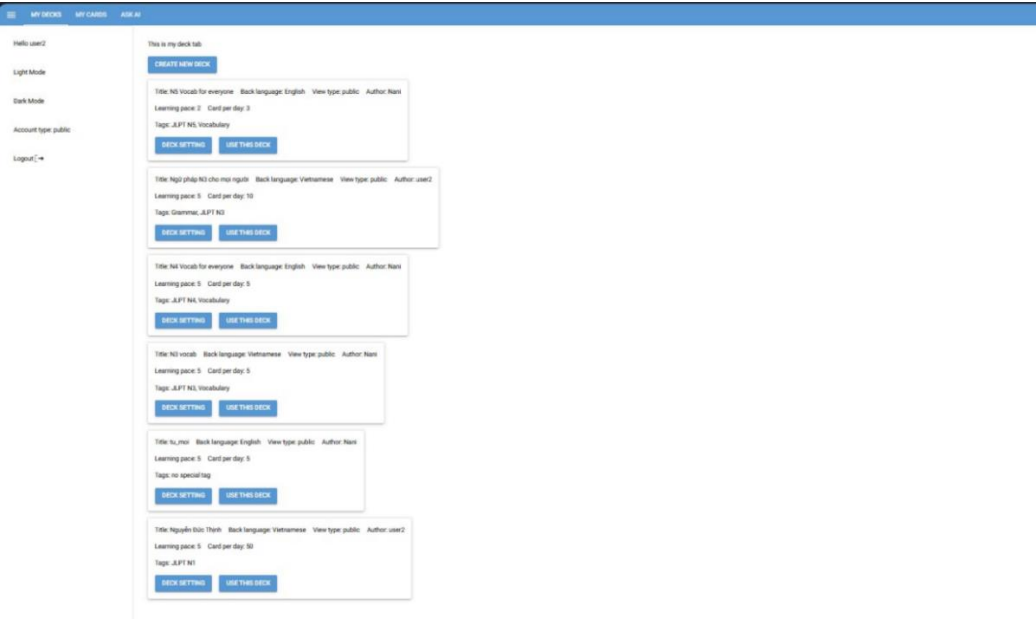 MY DECKS MY CARDS ASK AI
Hello user2
Light Mode
Dark Mode
Account type: public
Logout
This is my deck tab
CREATE NEW DECK
Title: N5 Vocab for everyone Back language: English View type: public Author: Nani
Learning pace: 2 Card per day: 3
Tags: JLPT N5, Vocabulary
DECK SETTING USE THIS DECK
Title: Ngữ pháp N3 cho mọi người Back language: Vietnamese View type: public Author: user2
Learning pace: 5 Card per day: 10
Tags: Grammar, JLPT N3
DECK SETTING USE THIS DECK
Title: N4 Vocab for everyone Back language: English View type: public Author: Nani
Learning pace: 5 Card per day: 5
Tags: JLPT N4, Vocabulary
DECK SETTING USE THIS DECK
Title: N3 vocab Back language: Vietnamese View type: public Author: Nani
Learning pace: 5 Card per day: 5
Tags: JLPT N3, Vocabulary
DECK SETTING USE THIS DECK
Title: tu_moi Back language: English View type: public Author: Nani
Learning pace: 5 Card per day: 5
Tags: no special tag
DECK SETTING USE THIS DECK
Title: Nguyễn Đức Thịnh Back language: Vietnamese View type: public Author: user2
Learning pace: 5 Card per day: 50
Tags: JLPT N1
DECK SETTING USE THIS DECK